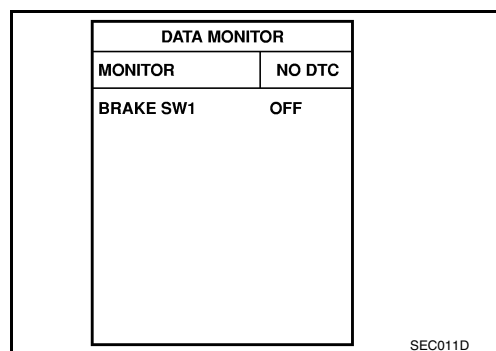 DATA MONITOR
MONITOR NO DTC
BRAKE SW1 OFF
SEC011D